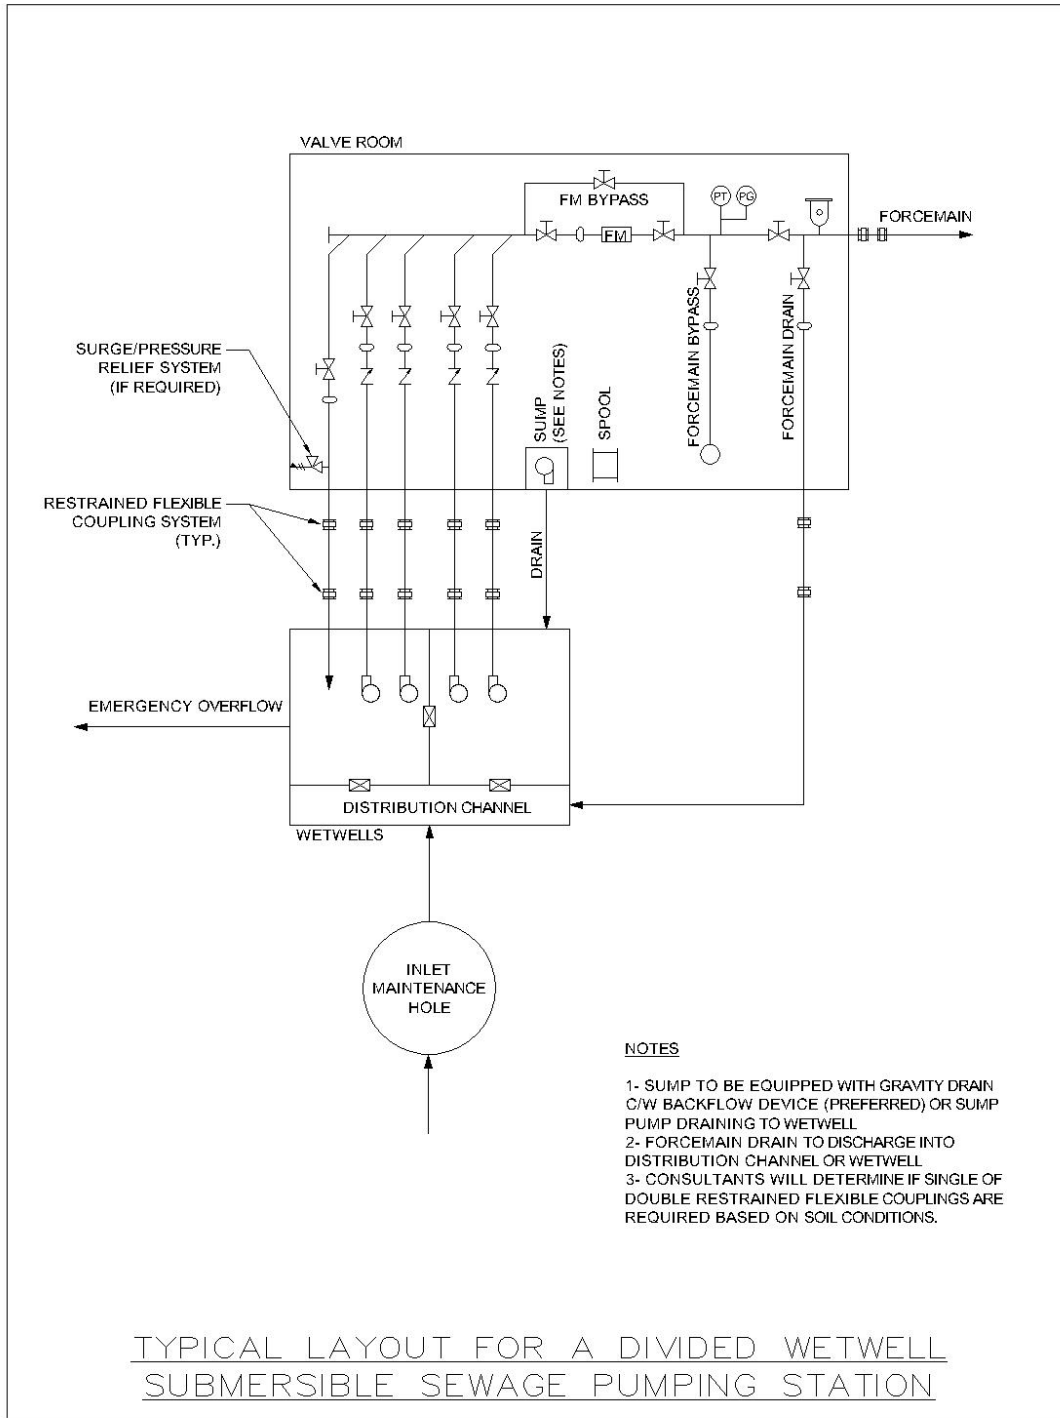 VALVE ROOM
FM BYPASS
PT
PG
FM
FORCEMAIN
SURGE/PRESSURE
RELIEF SYSTEM
(IF REQUIRED)
SUMP
(SEE NOTES)
SPOOL
FORCEMAIN BYPASS
FORCEMAIN DRAIN
RESTRAINED FLEXIBLE
COUPLING SYSTEM
(TYP.)
DRAIN
EMERGENCY OVERFLOW
DISTRIBUTION CHANNEL
WETWELLS
INLET
MAINTENANCE
HOLE
NOTES
1- SUMP TO BE EQUIPPED WITH GRAVITY DRAIN
C/W BACKFLOW DEVICE (PREFERRED) OR SUMP
PUMP DRAINING TO WETWELL
2- FORCEMAIN DRAIN TO DISCHARGE INTO
DISTRIBUTION CHANNEL OR WETWELL
3- CONSULTANTS WILL DETERMINE IF SINGLE OF
DOUBLE RESTRAINED FLEXIBLE COUPLINGS ARE
REQUIRED BASED ON SOIL CONDITIONS.
TYPICAL LAYOUT FOR A DIVIDED WETWELL
SUBMERSIBLE SEWAGE PUMPING STATION